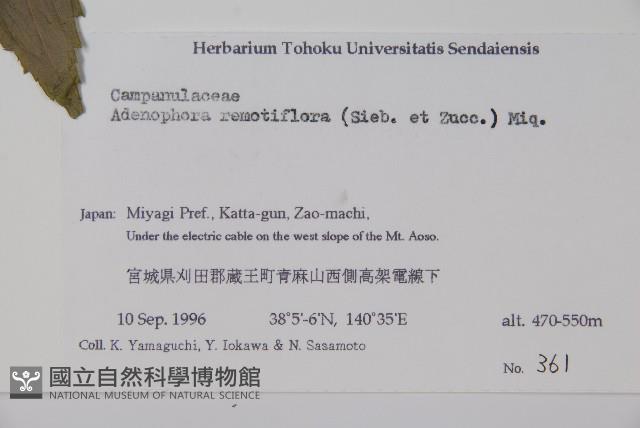 Herbarium Tohoku Universitatis Sendaiensis
Campanulaceae
Adenophora remotiflora (Sieb. et Zucc.) Miq.
Japan: Miyagi Pref., Katta-gun, Zao-machi,
Under the electric cable on the west slope of the Mt. Aoso.
宮城県刈田郡蔵王町青麻山西側高架電線下
10 Sep. 1996 38°5'-6'N, 140°35'E alt. 470-550m
Coll. K. Yamaguchi, Y. Iokawa & N. Sasamoto
No. 361
國立自然科學博物館
NATIONAL MUSEUM OF NATURAL SCIENCE